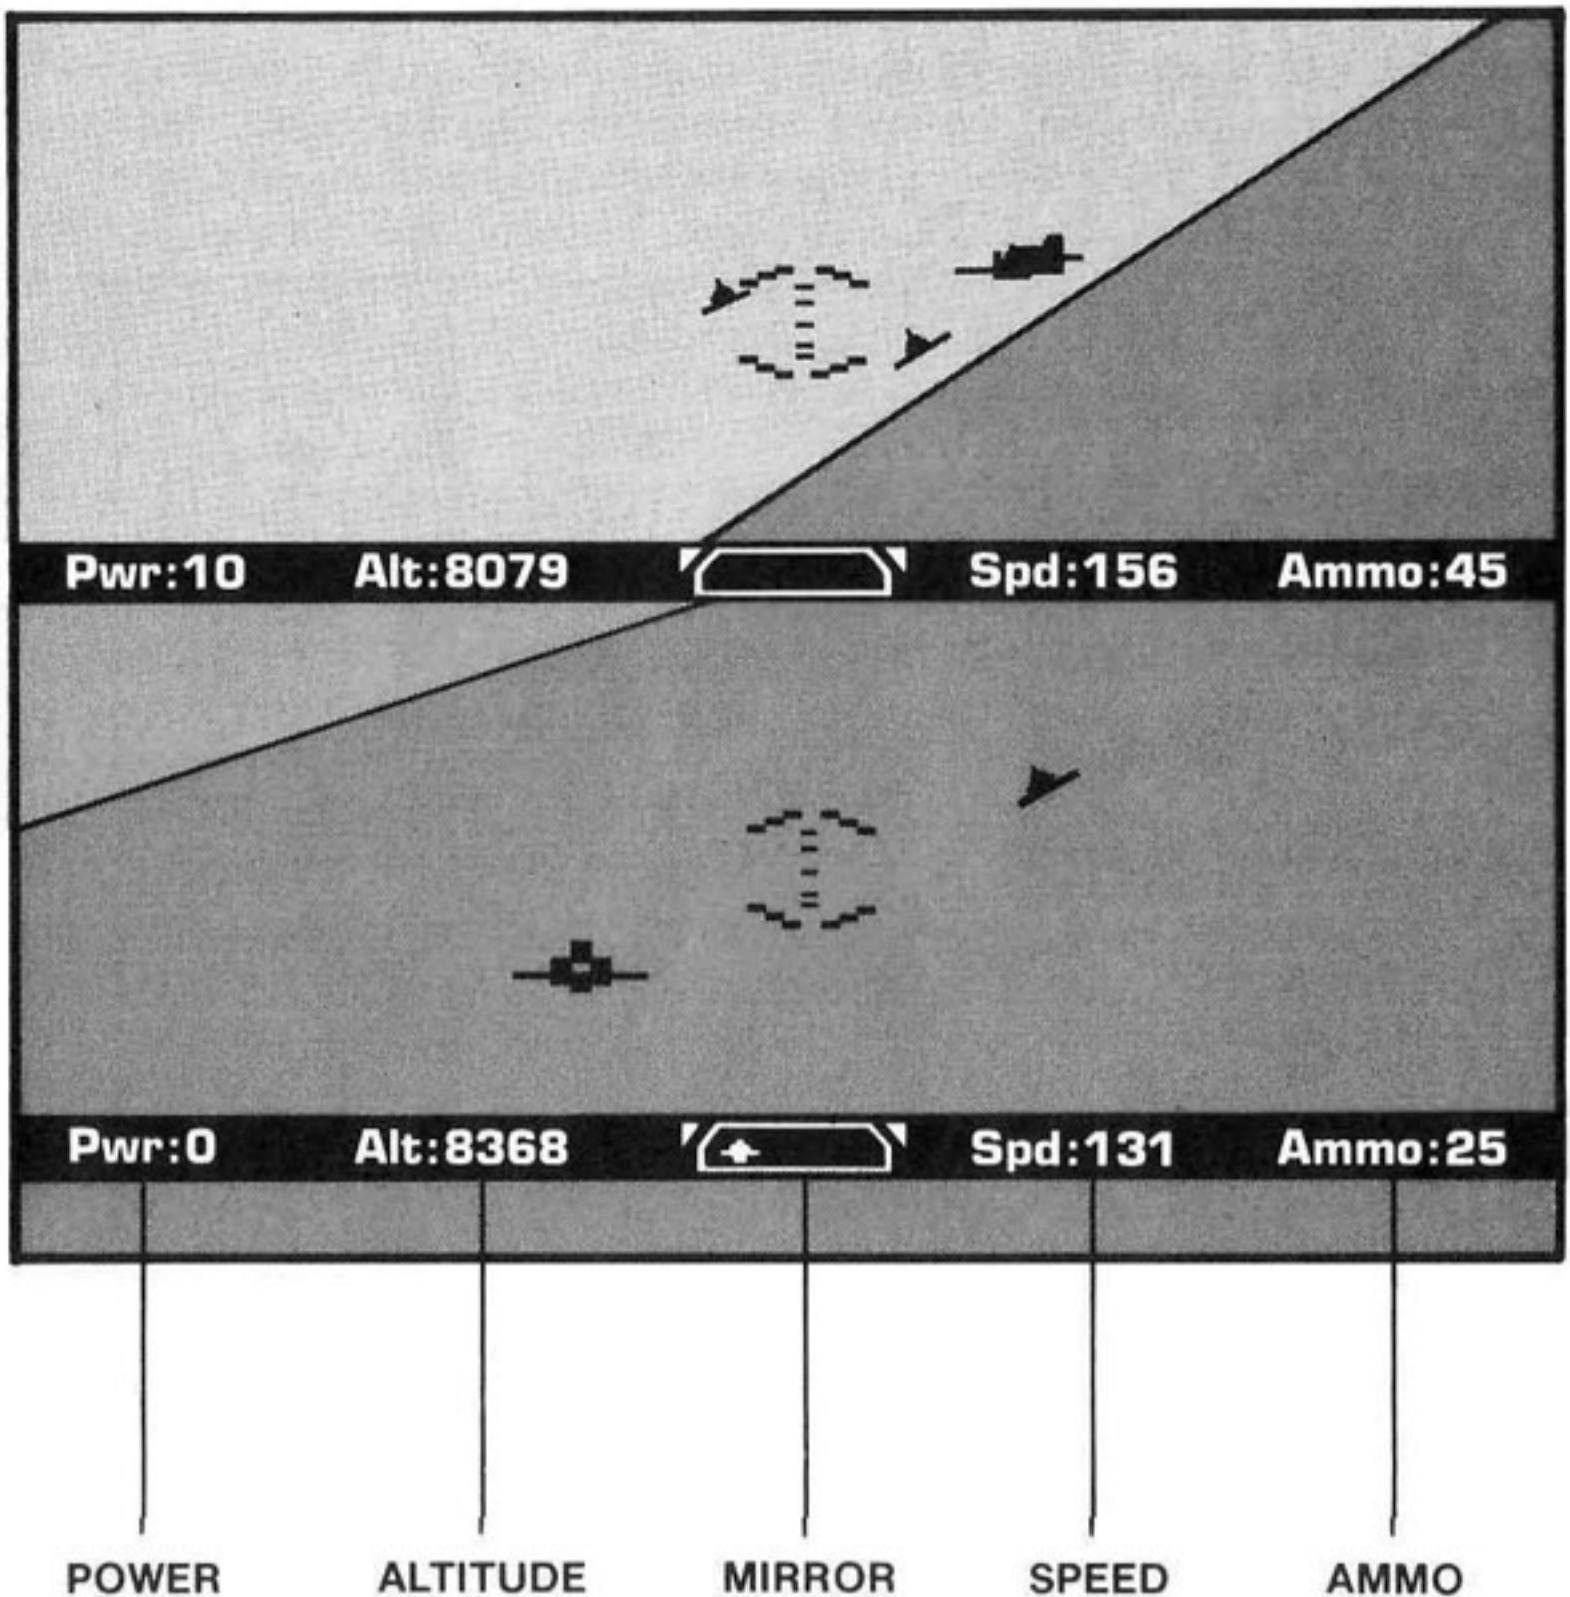 Pwr:10 Alt:8079 Spd:156 Ammo:45
Pwr:0 Alt:8368 Spd:131 Ammo:25
POWER ALTITUDE MIRROR SPEED AMMO